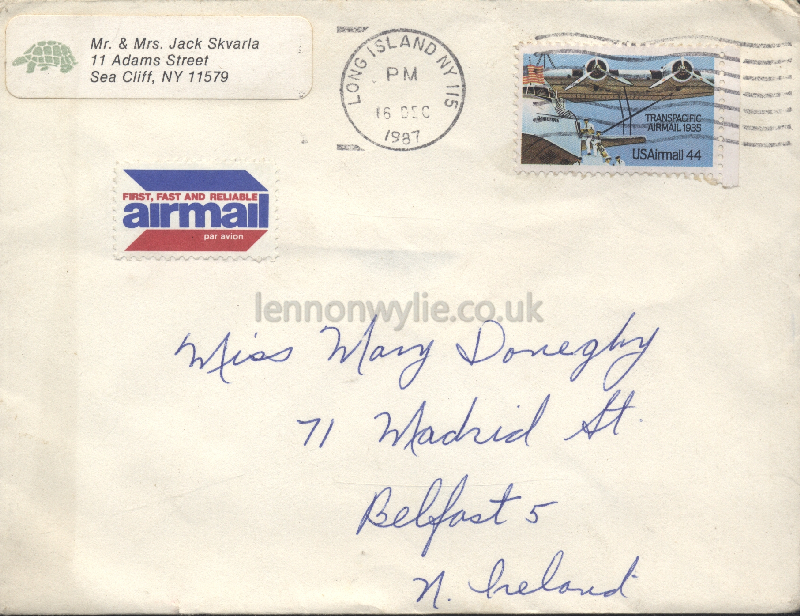 Mr. & Mrs. Jack Skvarla
11 Adams Street
Sea Cliff, NY 11579
LONG ISLAND NY 115
PM
16 DEC
1987
TRANSPACIFIC
AIRMAIL 1935
USAirmail 44
FIRST, FAST AND RELIABLE
airmail
par avion
lennonwylie.co.uk
Miss Mary Doneghy
71 Madrid St.
Belfast 5
N. Ireland